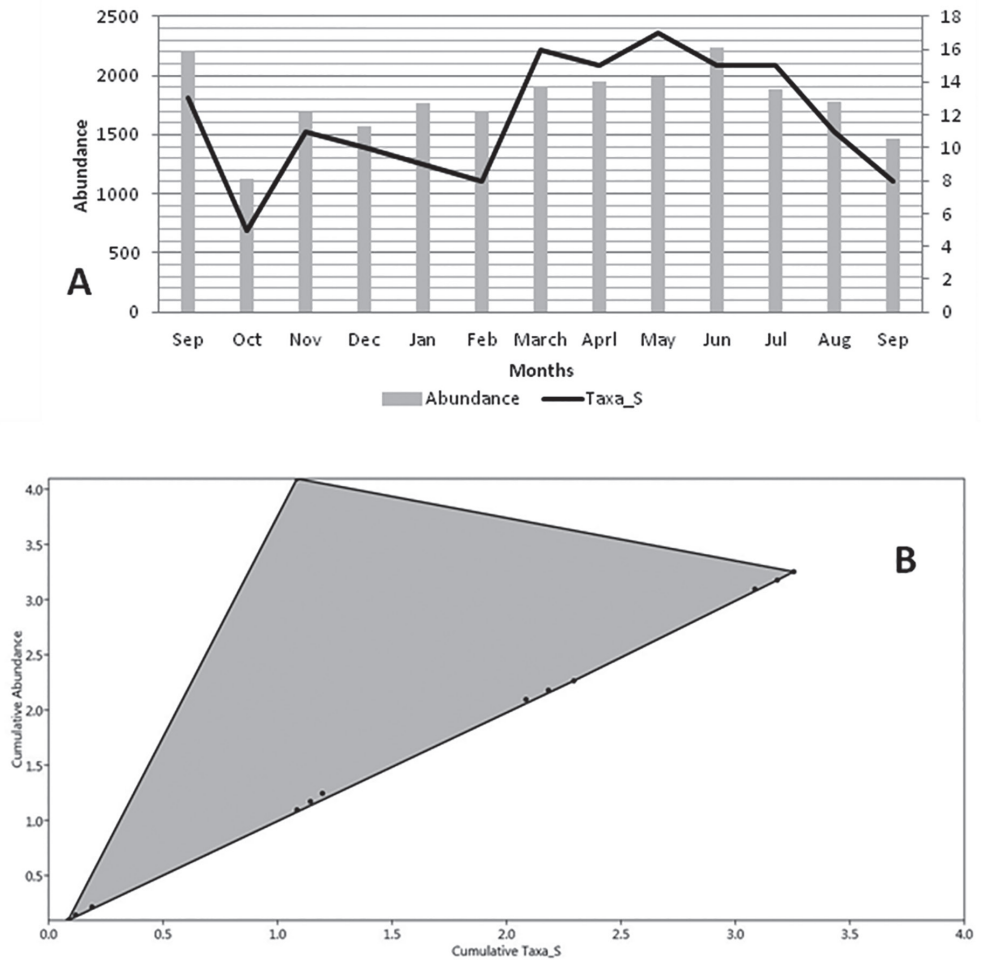 2500
2000
1500
1000
500
0
Abundance
18
16
14
12
10
8
6
4
2
0
A
Sep Oct Nov Dec Jan Feb March Aprl May Jun Jul Aug Sep
Months
Abundance Taxa_S
4.0
3.5
3.0
2.5
2.0
1.5
1.0
0.5
Cumulative Abundance
B
0.0 0.5 1.0 1.5 2.0 2.5 3.0 3.5 4.0
Cumulative Taxa_S